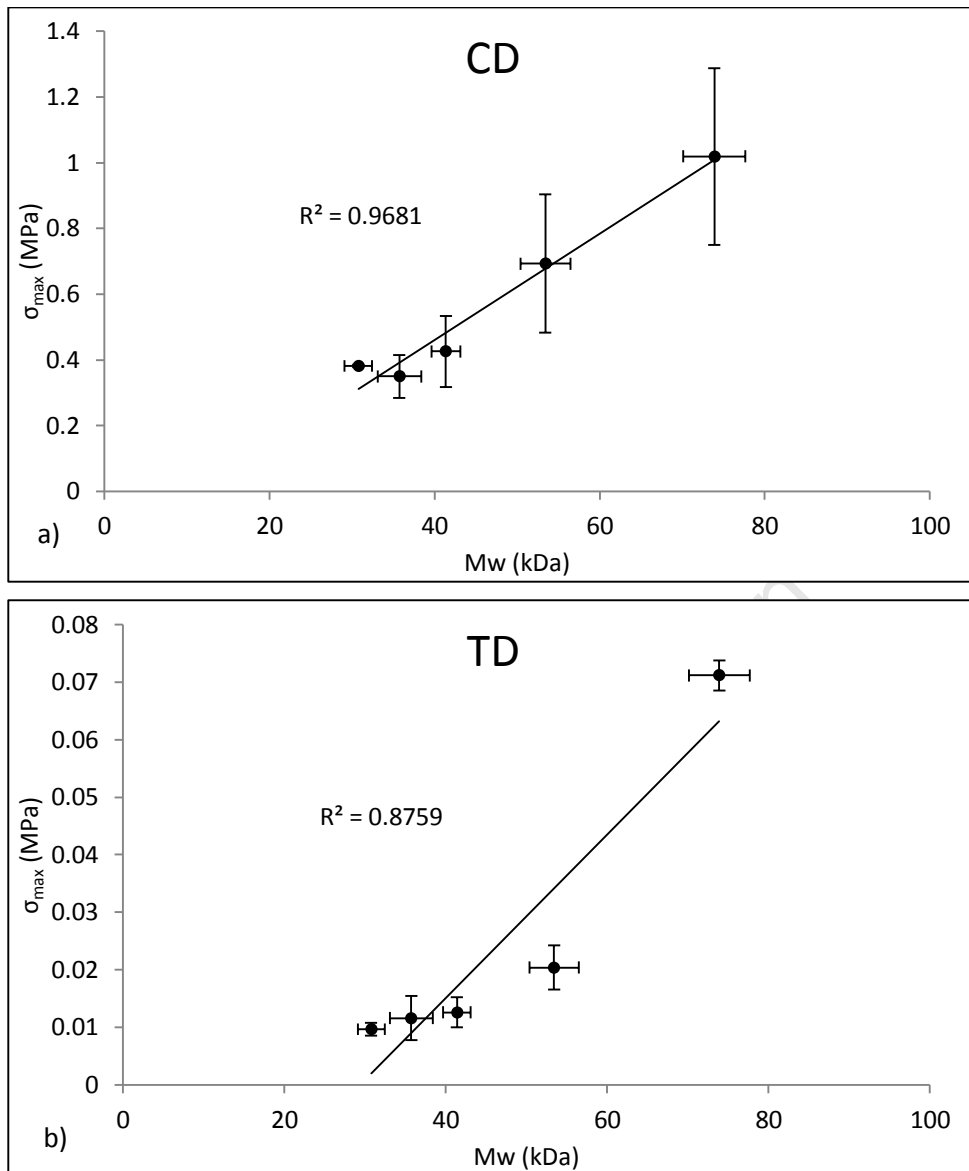 CD
1.4
1.2
1
0.8
0.6
0.4
0.2
0
σmax (MPa)
R² = 0.9681
0 20 40 60 80 100
Mw (kDa)
a)
TD
0.08
0.07
0.06
0.05
0.04
0.03
0.02
0.01
0
σmax (MPa)
R² = 0.8759
0 20 40 60 80 100
Mw (kDa)
b)